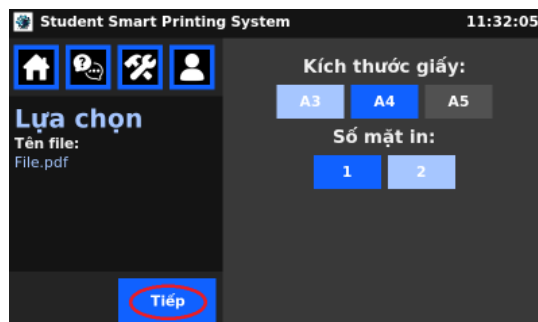 Student Smart Printing System 11:32:05
Lựa chọn
Tên file:
File.pdf
Tiếp
Kích thước giấy:
A3 A4 A5
Số mặt in:
1 2